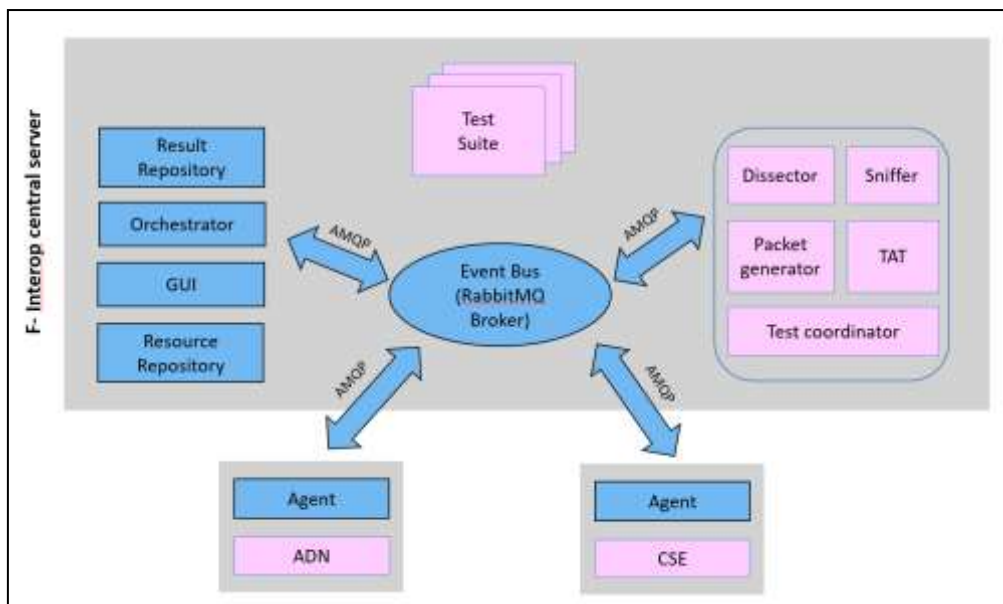 F- Interop central server
Test
Suite
Result
Repository
Orchestrator
GUI
Resource
Repository
AMQP
Event Bus
(RabbitMQ
Broker)
AMQP
Dissector
Sniffer
Packet
generator
TAT
Test coordinator
AMQP
AMQP
Agent
ADN
Agent
CSE